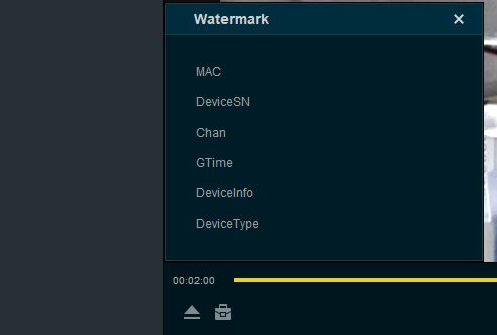 Watermark
MAC
DeviceSN
Chan
GTime
DeviceInfo
DeviceType
00:02:00